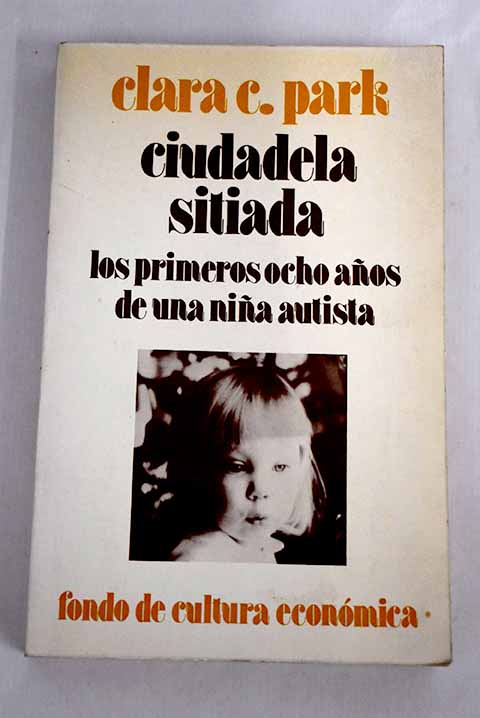 clara c. park
ciudadela
sitiada
los primeros ocho años
de una niña autista
fondo de cultura económica